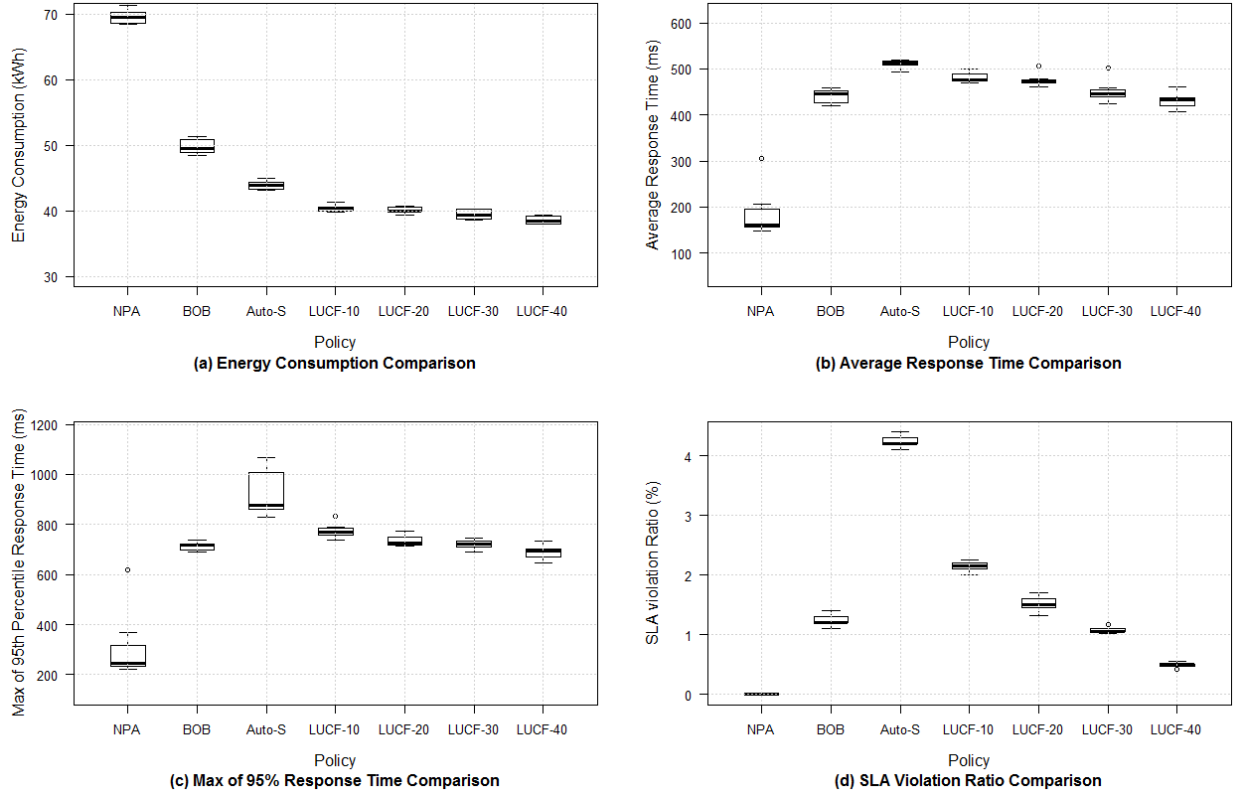 Energy Consumption (kWh)
70
60
50
40
30
NPA BOB Auto-S LUCF-10 LUCF-20 LUCF-30 LUCF-40
Policy
(a) Energy Consumption Comparison
Average Response Time (ms)
600
500
400
300
200
100
NPA BOB Auto-S LUCF-10 LUCF-20 LUCF-30 LUCF-40
Policy
(b) Average Response Time Comparison
Max of 95th Percentile Response Time (ms)
1200
1000
800
600
400
200
NPA BOB Auto-S LUCF-10 LUCF-20 LUCF-30 LUCF-40
Policy
(c) Max of 95% Response Time Comparison
SLA violation Ratio (%)
4
3
2
1
0
NPA BOB Auto-S LUCF-10 LUCF-20 LUCF-30 LUCF-40
Policy
(d) SLA Violation Ratio Comparison